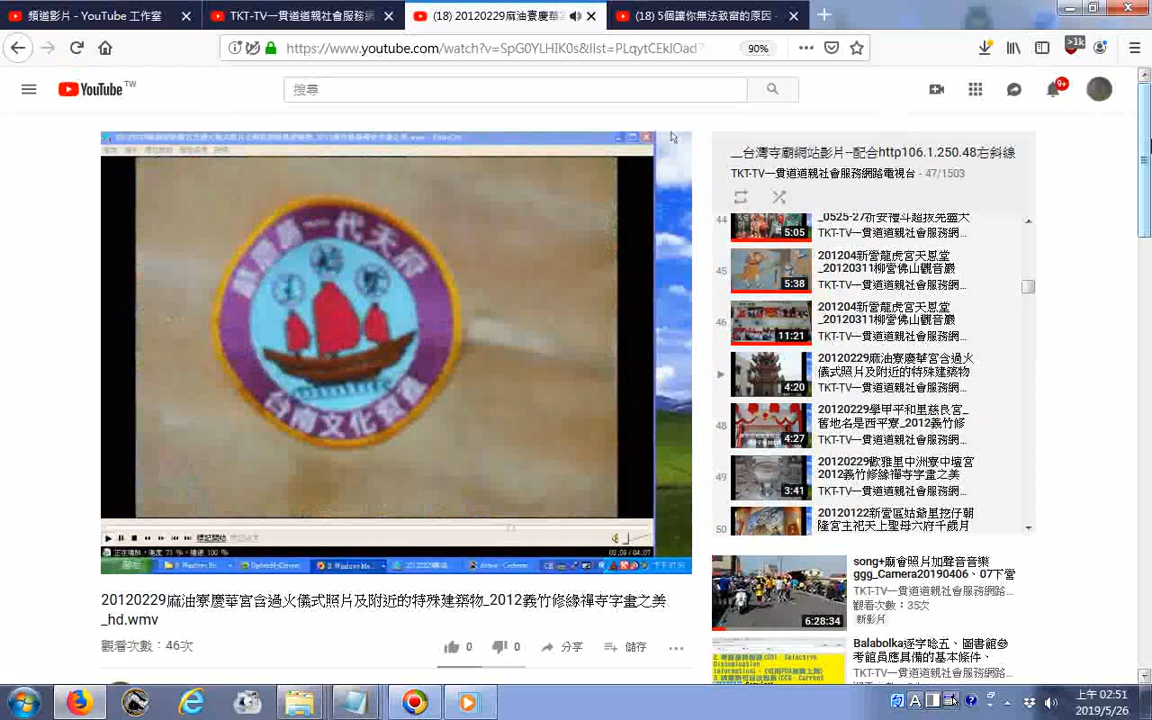 頻道影片 - YouTube 工作室
TKT-TV一貫道道親社會服務網
(18) 20120229麻油寮慶華宮
(18) 5個讓你無法致富的原因 -
https://www.youtube.com/watch?v=SpG0YLHIK0s&list=PLqytCEklOad7
90%
>1k
YouTube TW
搜尋
9+
台南文化資產
標記開始
20120229麻油寮慶華宮含過火儀式照片及附近的特殊建築物_2012義竹修緣禪寺字畫之美
_hd.wmv
觀看次數：46次
0
0
分享
儲存
__台灣寺廟網站影片--配合http106.1.250.48右斜線
TKT-TV一貫道道親社會服務網路電視台 - 47/1503
44
5:05
_0525-27新安禮斗超拔先靈大
TKT-TV一貫道道親社會服務網...
45
5:38
201204新營龍虎宮天恩堂
_20120311柳營佛山觀音巖
TKT-TV一貫道道親社會服務網...
46
11:21
201204新營龍虎宮天恩堂
_20120311柳營佛山觀音巖
TKT-TV一貫道道親社會服務網...
4:20
20120229麻油寮慶華宮含過火
儀式照片及附近的特殊建築物
TKT-TV一貫道道親社會服務網...
48
4:27
20120229學甲平和里慈良宮_
舊地名是西平寮_2012義竹修
TKT-TV一貫道道親社會服務網...
49
3:41
20120229歡雅里中洲寮中壇宮
2012義竹修緣禪寺字畫之美
TKT-TV一貫道道親社會服務網...
50
20120122新營區姑爺里挖仔朝
隆宮主祀天上聖母六府千歲月
6:28:34
song+廟會照片加聲音音樂
ggg_Camera20190406、07下營
TKT-TV一貫道道親社會服務網路...
觀看次數：35次
新影片
Balabolka逐字唸五、圖書館參
考館員應具備的基本條件、
TKT-TV一貫道道親社會服務網路...
上午 02:51
2019/5/26